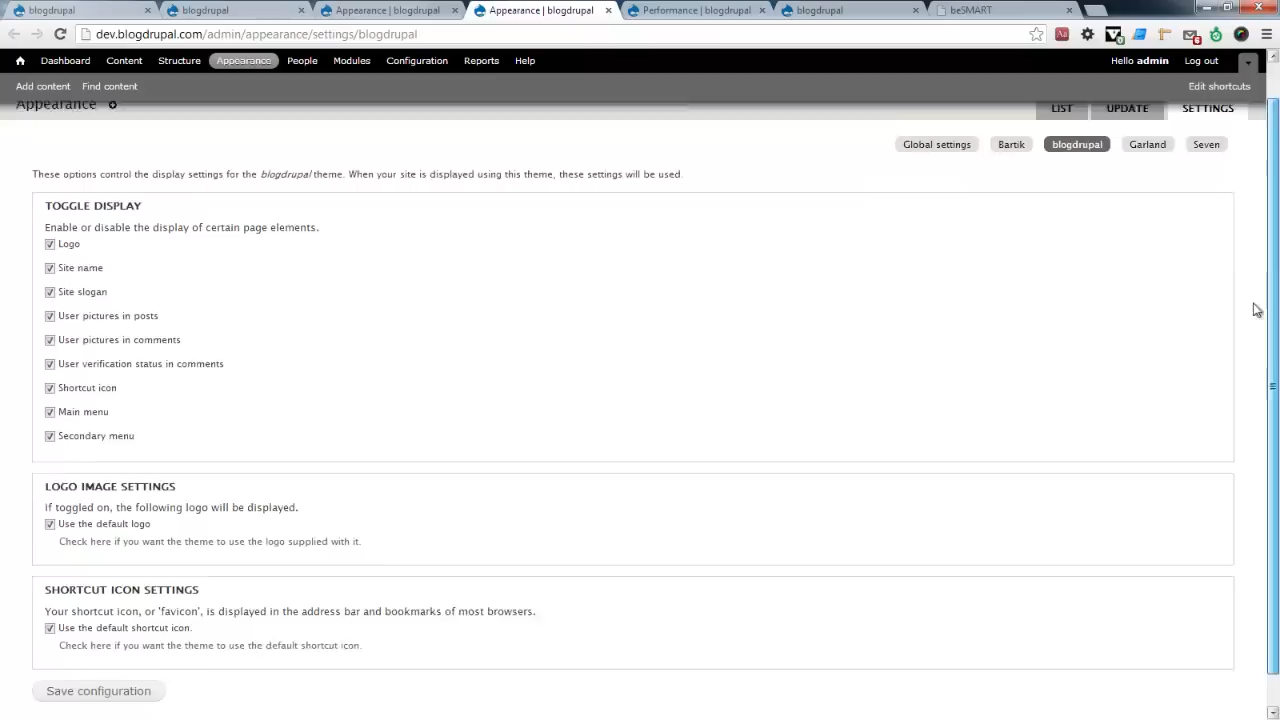 blogdrupal blogdrupal Appearance | blogdrupal Appearance | blogdrupal Performance | blogdrupal blogdrupal beSMART
dev.blogdrupal.com/admin/appearance/settings/blogdrupal
Dashboard Content Structure Appearance People Modules Configuration Reports Help Hello admin Log out
Add content Find content Edit shortcuts
Appearance LIST UPDATE SETTINGS
Global settings Bartik blogdrupal Garland Seven
These options control the display settings for the blogdrupal theme. When your site is displayed using this theme, these settings will be used.
TOGGLE DISPLAY
Enable or disable the display of certain page elements.
Logo
Site name
Site slogan
User pictures in posts
User pictures in comments
User verification status in comments
Shortcut icon
Main menu
Secondary menu
LOGO IMAGE SETTINGS
If toggled on, the following logo will be displayed.
Use the default logo
Check here if you want the theme to use the logo supplied with it.
SHORTCUT ICON SETTINGS
Your shortcut icon, or 'favicon', is displayed in the address bar and bookmarks of most browsers.
Use the default shortcut icon.
Check here if you want the theme to use the default shortcut icon.
Save configuration